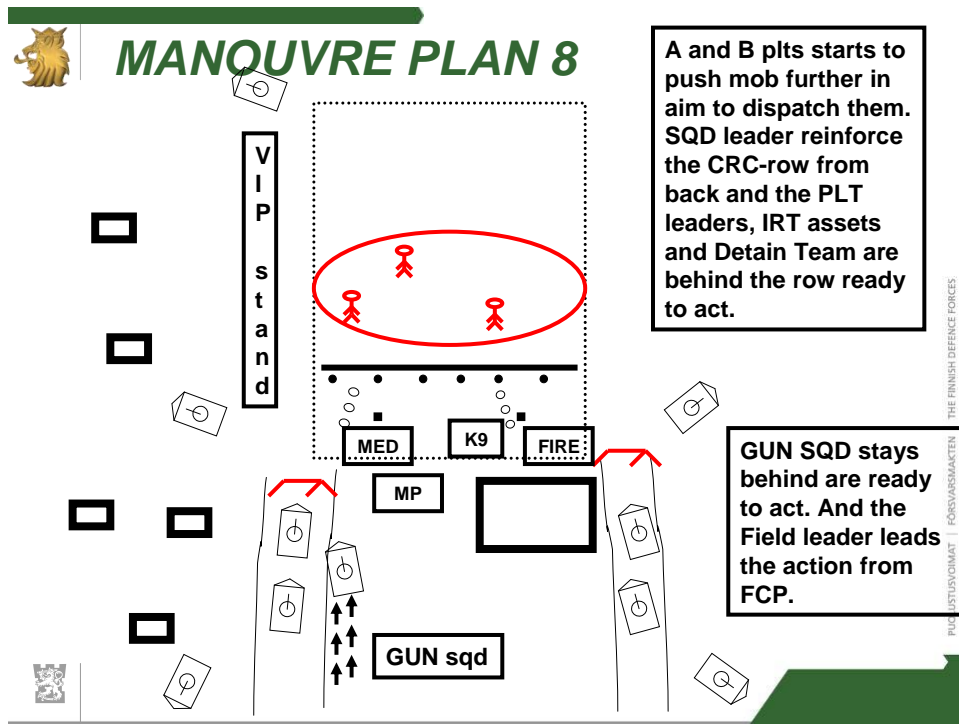 MANOUVRE PLAN 8
A and B plts starts to
push mob further in
aim to dispatch them.
SQD leader reinforce
the CRC-row from
back and the PLT
leaders, IRT assets
and Detain Team are
behind the row ready
to act.
V
I
P
s
t
a
n
d
MED
K9
FIRE
MP
GUN sqd
GUN SQD stays
behind are ready
to act. And the
Field leader leads
the action from
FCP.
PUOLUSTUSVOIMAT | FÖRSVARSMAKTEN THE FINNISH DEFENCE FORCES